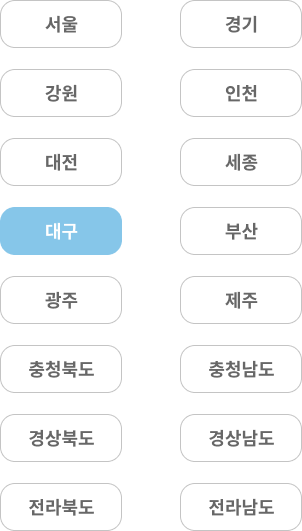 서울 경기
강원 인천
대전 세종
대구 부산
광주 제주
충청북도 충청남도
경상북도 경상남도
전라북도 전라남도